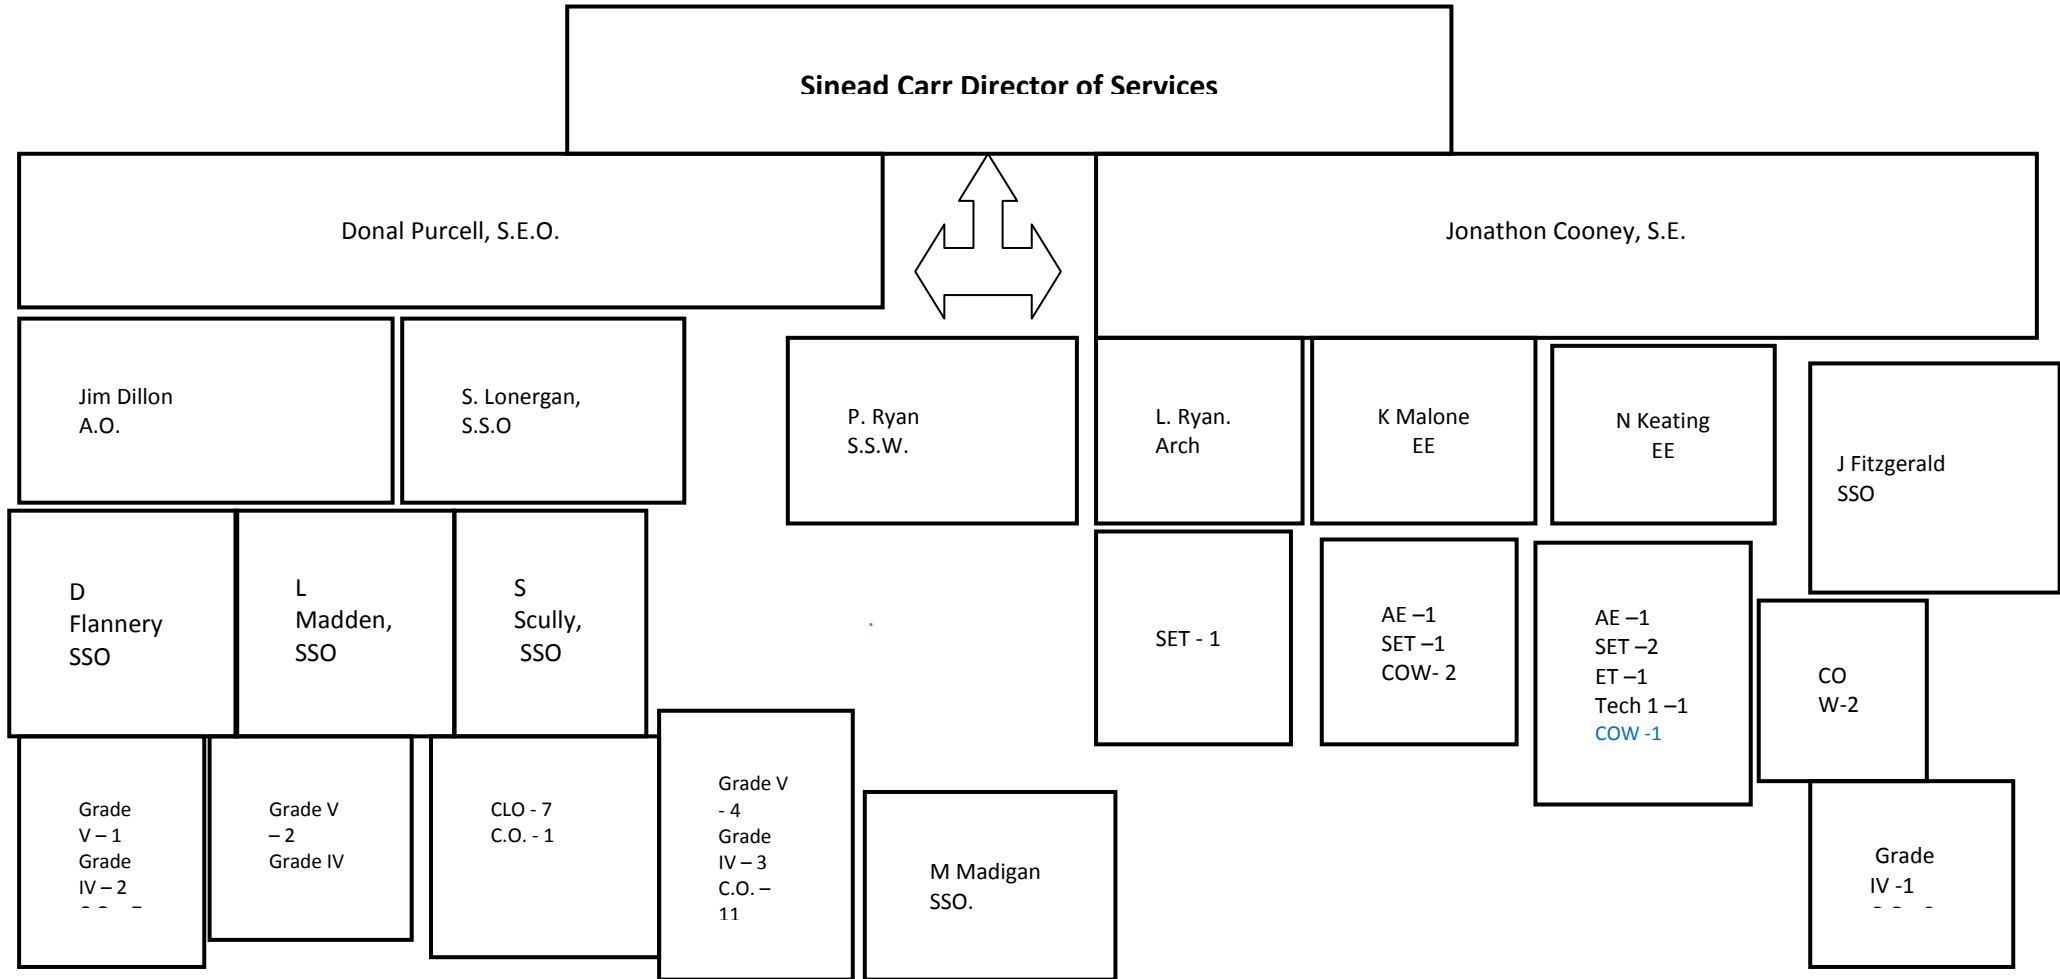 Sinead Carr Director of Services
Donal Purcell, S.E.O.
Jonathon Cooney, S.E.
Jim Dillon
A.O.
S. Lonergan,
S.S.O
P. Ryan
S.S.W.
L. Ryan.
Arch
K Malone
EE
N Keating
EE
J Fitzgerald
SSO
D
Flannery
SSO
L
Madden,
SSO
S
Scully,
SSO
SET - 1
AE –1
SET –1
COW- 2
AE –1
SET –2
ET –1
Tech 1 –1
COW -1
CO
W-2
Grade
V – 1
Grade
IV – 2
Grade V
– 2
Grade IV
CLO - 7
C.O. - 1
Grade V
- 4
Grade
IV – 3
C.O. –
11
M Madigan
SSO.
Grade
IV -1